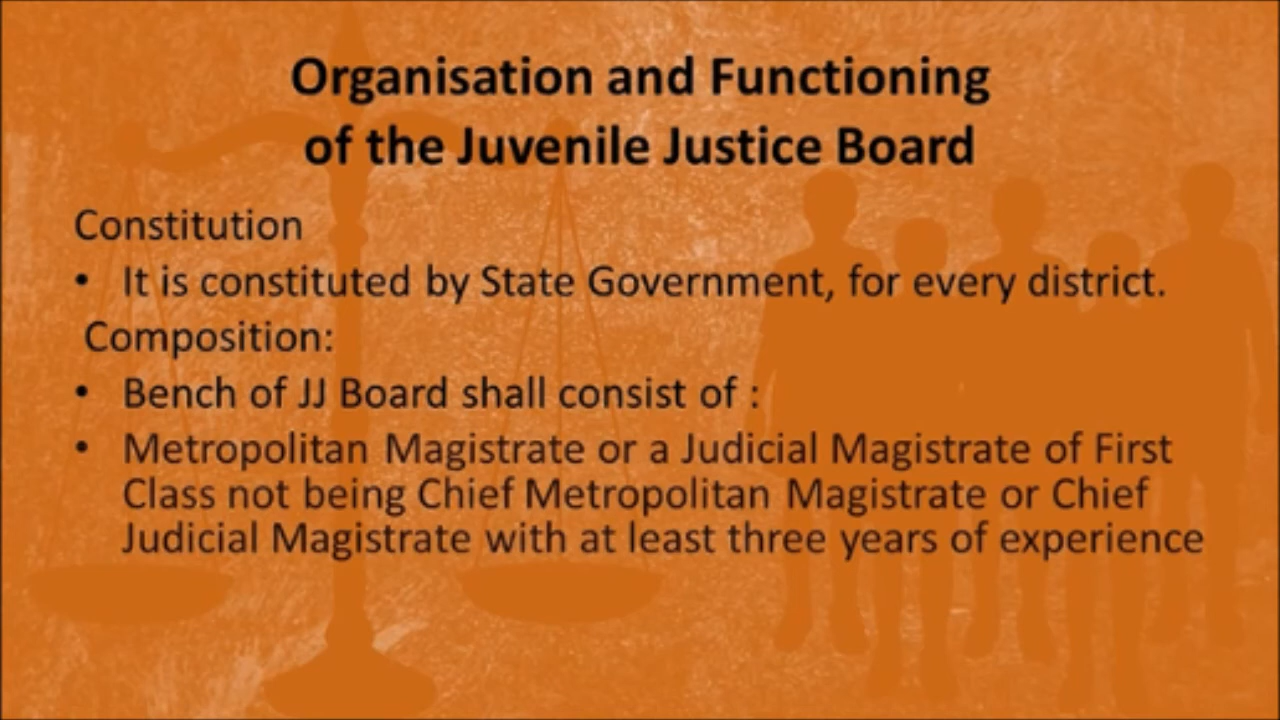 Organisation and Functioning
of the Juvenile Justice Board
Constitution
• It is constituted by State Government, for every district.
Composition:
• Bench of JJ Board shall consist of :
• Metropolitan Magistrate or a Judicial Magistrate of First
Class not being Chief Metropolitan Magistrate or Chief
Judicial Magistrate with at least three years of experience